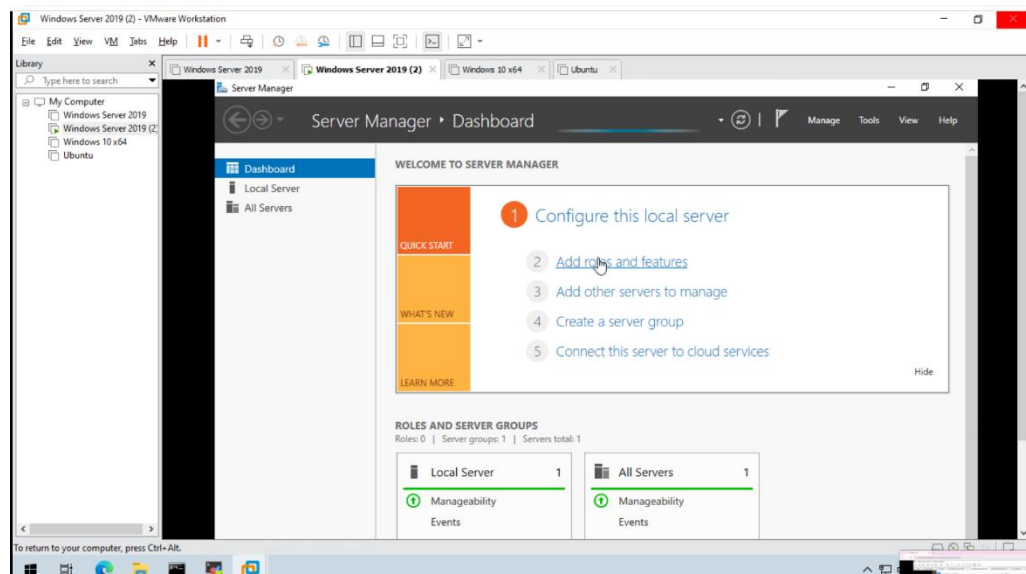 Windows Server 2019 (2) - VMware Workstation
File Edit View VM Tabs Help
Library
Type here to search
My Computer
Windows Server 2019
Windows Server 2019 (2
Windows 10 x64
Ubuntu
Windows Server 2019
Windows Server 2019 (2)
Windows 10 x64
Ubuntu
Server Manager
Server Manager • Dashboard
Manage Tools View Help
Dashboard
Local Server
All Servers
WELCOME TO SERVER MANAGER
QUICK START
WHAT'S NEW
LEARN MORE
1 Configure this local server
2 Add roles and features
3 Add other servers to manage
4 Create a server group
5 Connect this server to cloud services
Hide
ROLES AND SERVER GROUPS
Roles: 0 | Server groups: 1 | Servers total: 1
Local Server 1
Manageability
Events
All Servers 1
Manageability
Events
To return to your computer, press Ctrl+Alt.